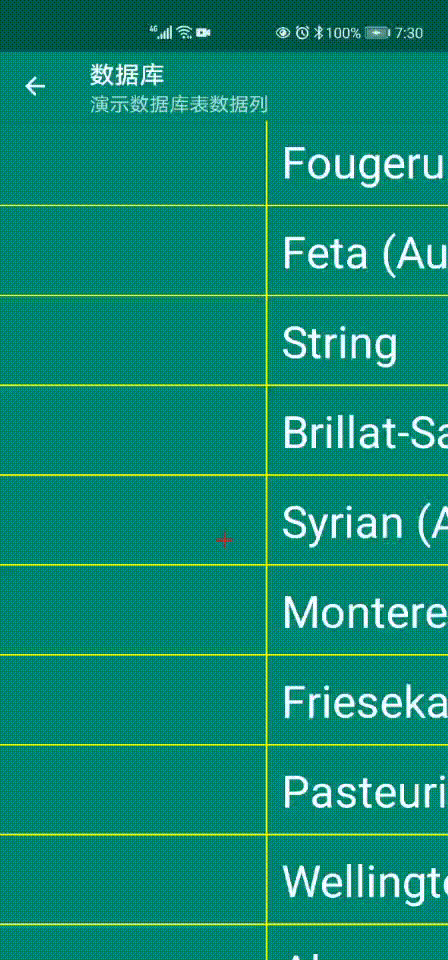 4G 100% 7:30
数据库
演示数据库表数据列
Fougeru
Feta (Au
String
Brillat-Sa
Syrian (A
Montere
Frieseka
Pasteuri
Wellingt